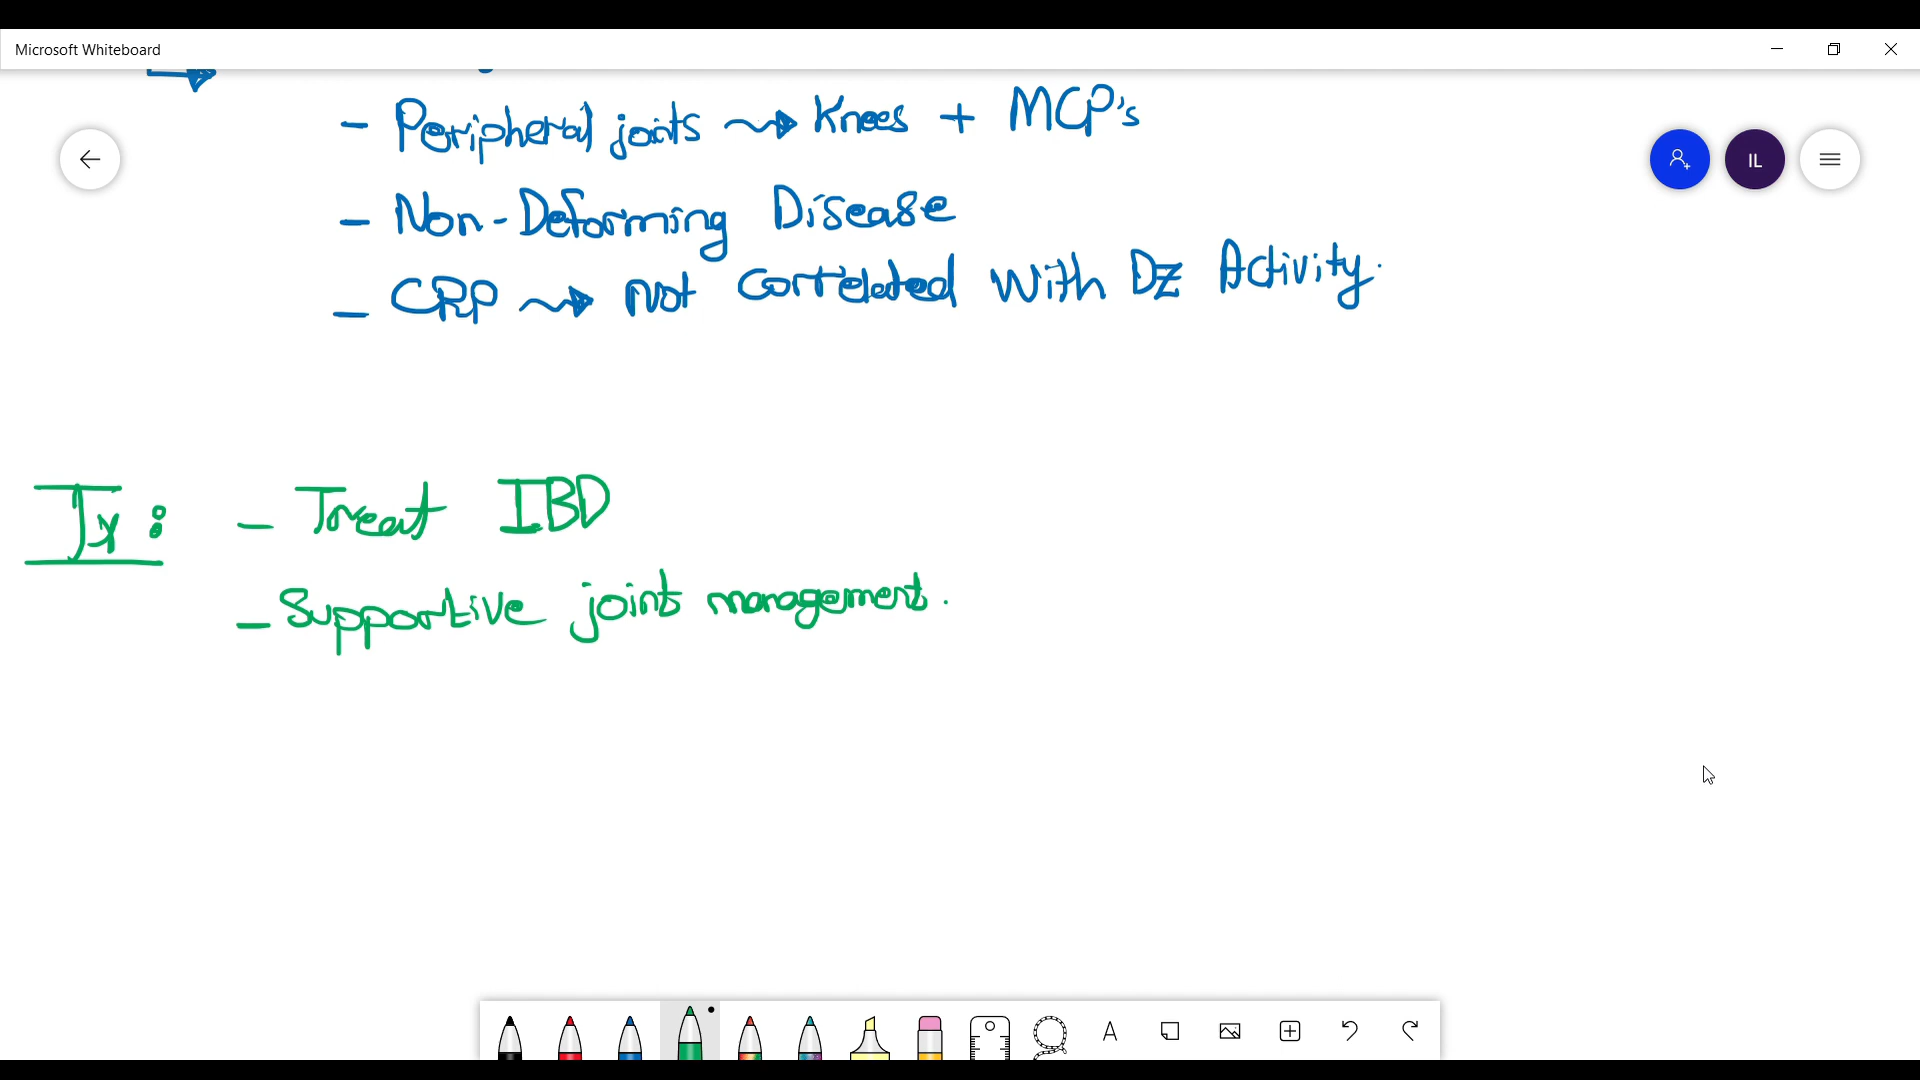 Microsoft Whiteboard
- Peripheral joints → Knees + MCP's
- Non-Deforming Disease
- CRP → Not Correlated With Dz Activity.
IL
Tx: - Treat IBD
- Supportive joint management.
A